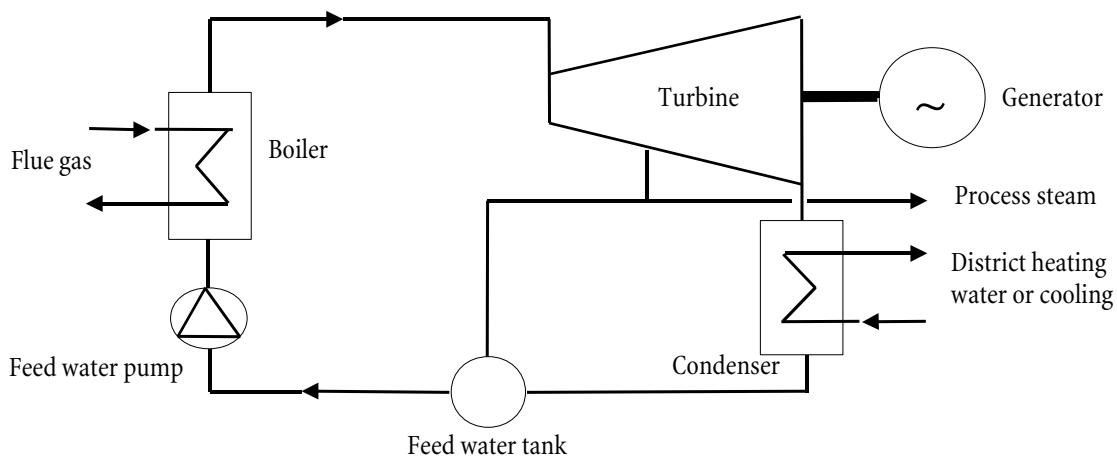 Turbine
~
Generator
Boiler
Flue gas
Process steam
District heating
water or cooling
Condenser
Feed water pump
Feed water tank